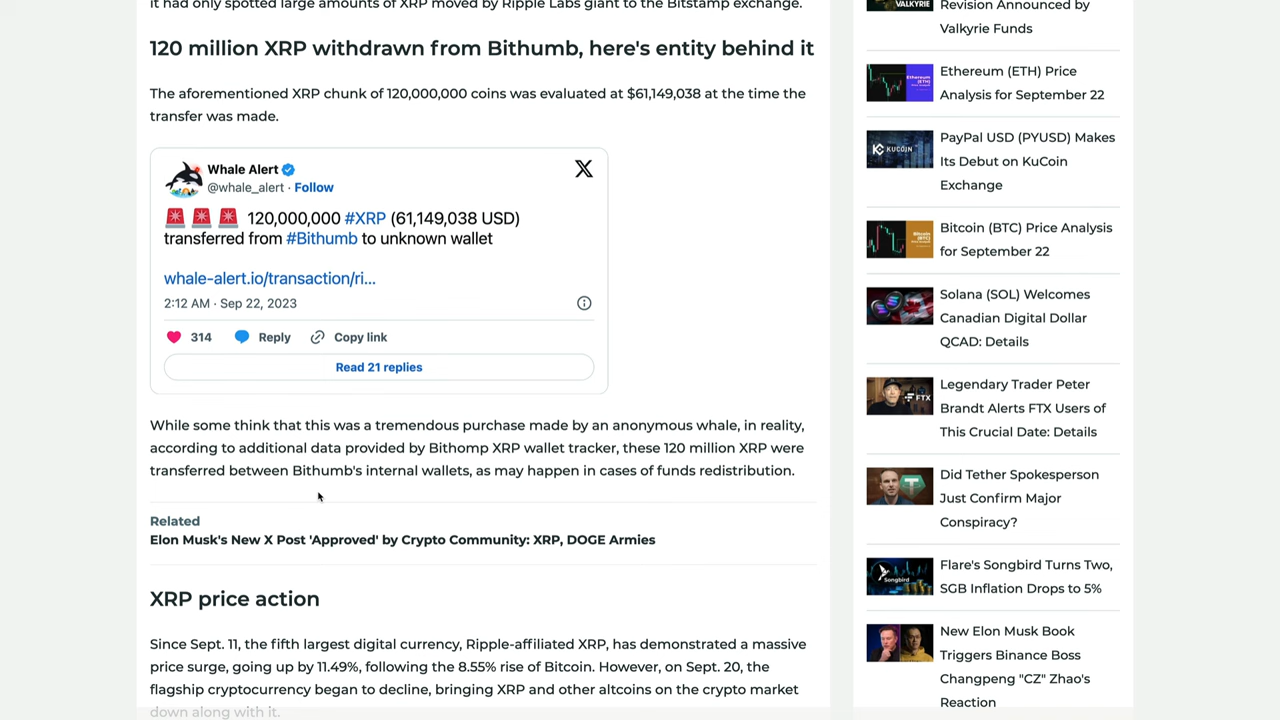 it had only spotted large amounts of XRP moved by Ripple Labs giant to the Bitstamp exchange.
120 million XRP withdrawn from Bithumb, here's entity behind it
The aforementioned XRP chunk of 120,000,000 coins was evaluated at $61,149,038 at the time the
transfer was made.
Whale Alert
@whale_alert · Follow
120,000,000 #XRP (61,149,038 USD)
transferred from #Bithumb to unknown wallet
whale-alert.io/transaction/ri...
2:12 AM · Sep 22, 2023
314 Reply Copy link
Read 21 replies
While some think that this was a tremendous purchase made by an anonymous whale, in reality,
according to additional data provided by Bithomp XRP wallet tracker, these 120 million XRP were
transferred between Bithumb's internal wallets, as may happen in cases of funds redistribution.
Related
Elon Musk's New X Post 'Approved' by Crypto Community: XRP, DOGE Armies
XRP price action
Since Sept. 11, the fifth largest digital currency, Ripple-affiliated XRP, has demonstrated a massive
price surge, going up by 11.49%, following the 8.55% rise of Bitcoin. However, on Sept. 20, the
flagship cryptocurrency began to decline, bringing XRP and other altcoins on the crypto market
down along with it.
VALKYRIE
Revision Announced by
Valkyrie Funds
Ethereum (ETH) Price
Analysis for September 22
KUCOIN
PayPal USD (PYUSD) Makes
Its Debut on KuCoin
Exchange
Bitcoin (BTC) Price Analysis
for September 22
Solana (SOL) Welcomes
Canadian Digital Dollar
QCAD: Details
FTX
Legendary Trader Peter
Brandt Alerts FTX Users of
This Crucial Date: Details
Did Tether Spokesperson
Just Confirm Major
Conspiracy?
Songbird
Flare's Songbird Turns Two,
SGB Inflation Drops to 5%
New Elon Musk Book
Triggers Binance Boss
Changpeng "CZ" Zhao's
Reaction